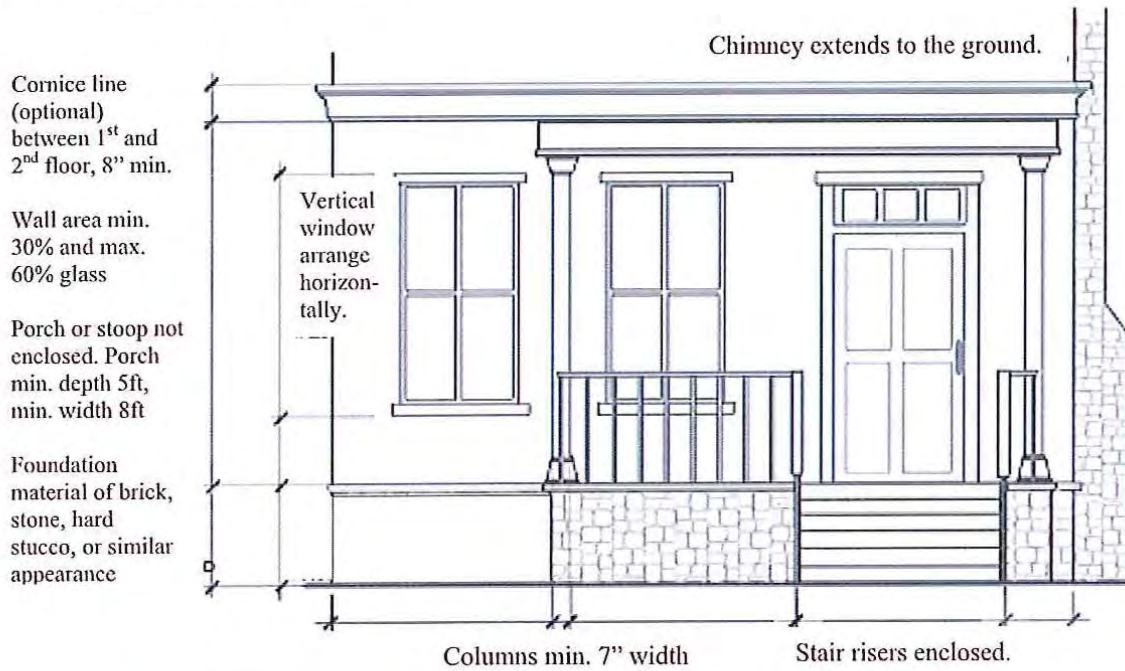 Chimney extends to the ground.
Cornice line
(optional)
between 1st and
2nd floor, 8” min.
Wall area min.
30% and max.
60% glass
Porch or stoop not
enclosed. Porch
min. depth 5ft,
min. width 8ft
Foundation
material of brick,
stone, hard
stucco, or similar
appearance
Vertical
window
arrange
horizon-
tally.
Columns min. 7” width
Stair risers enclosed.